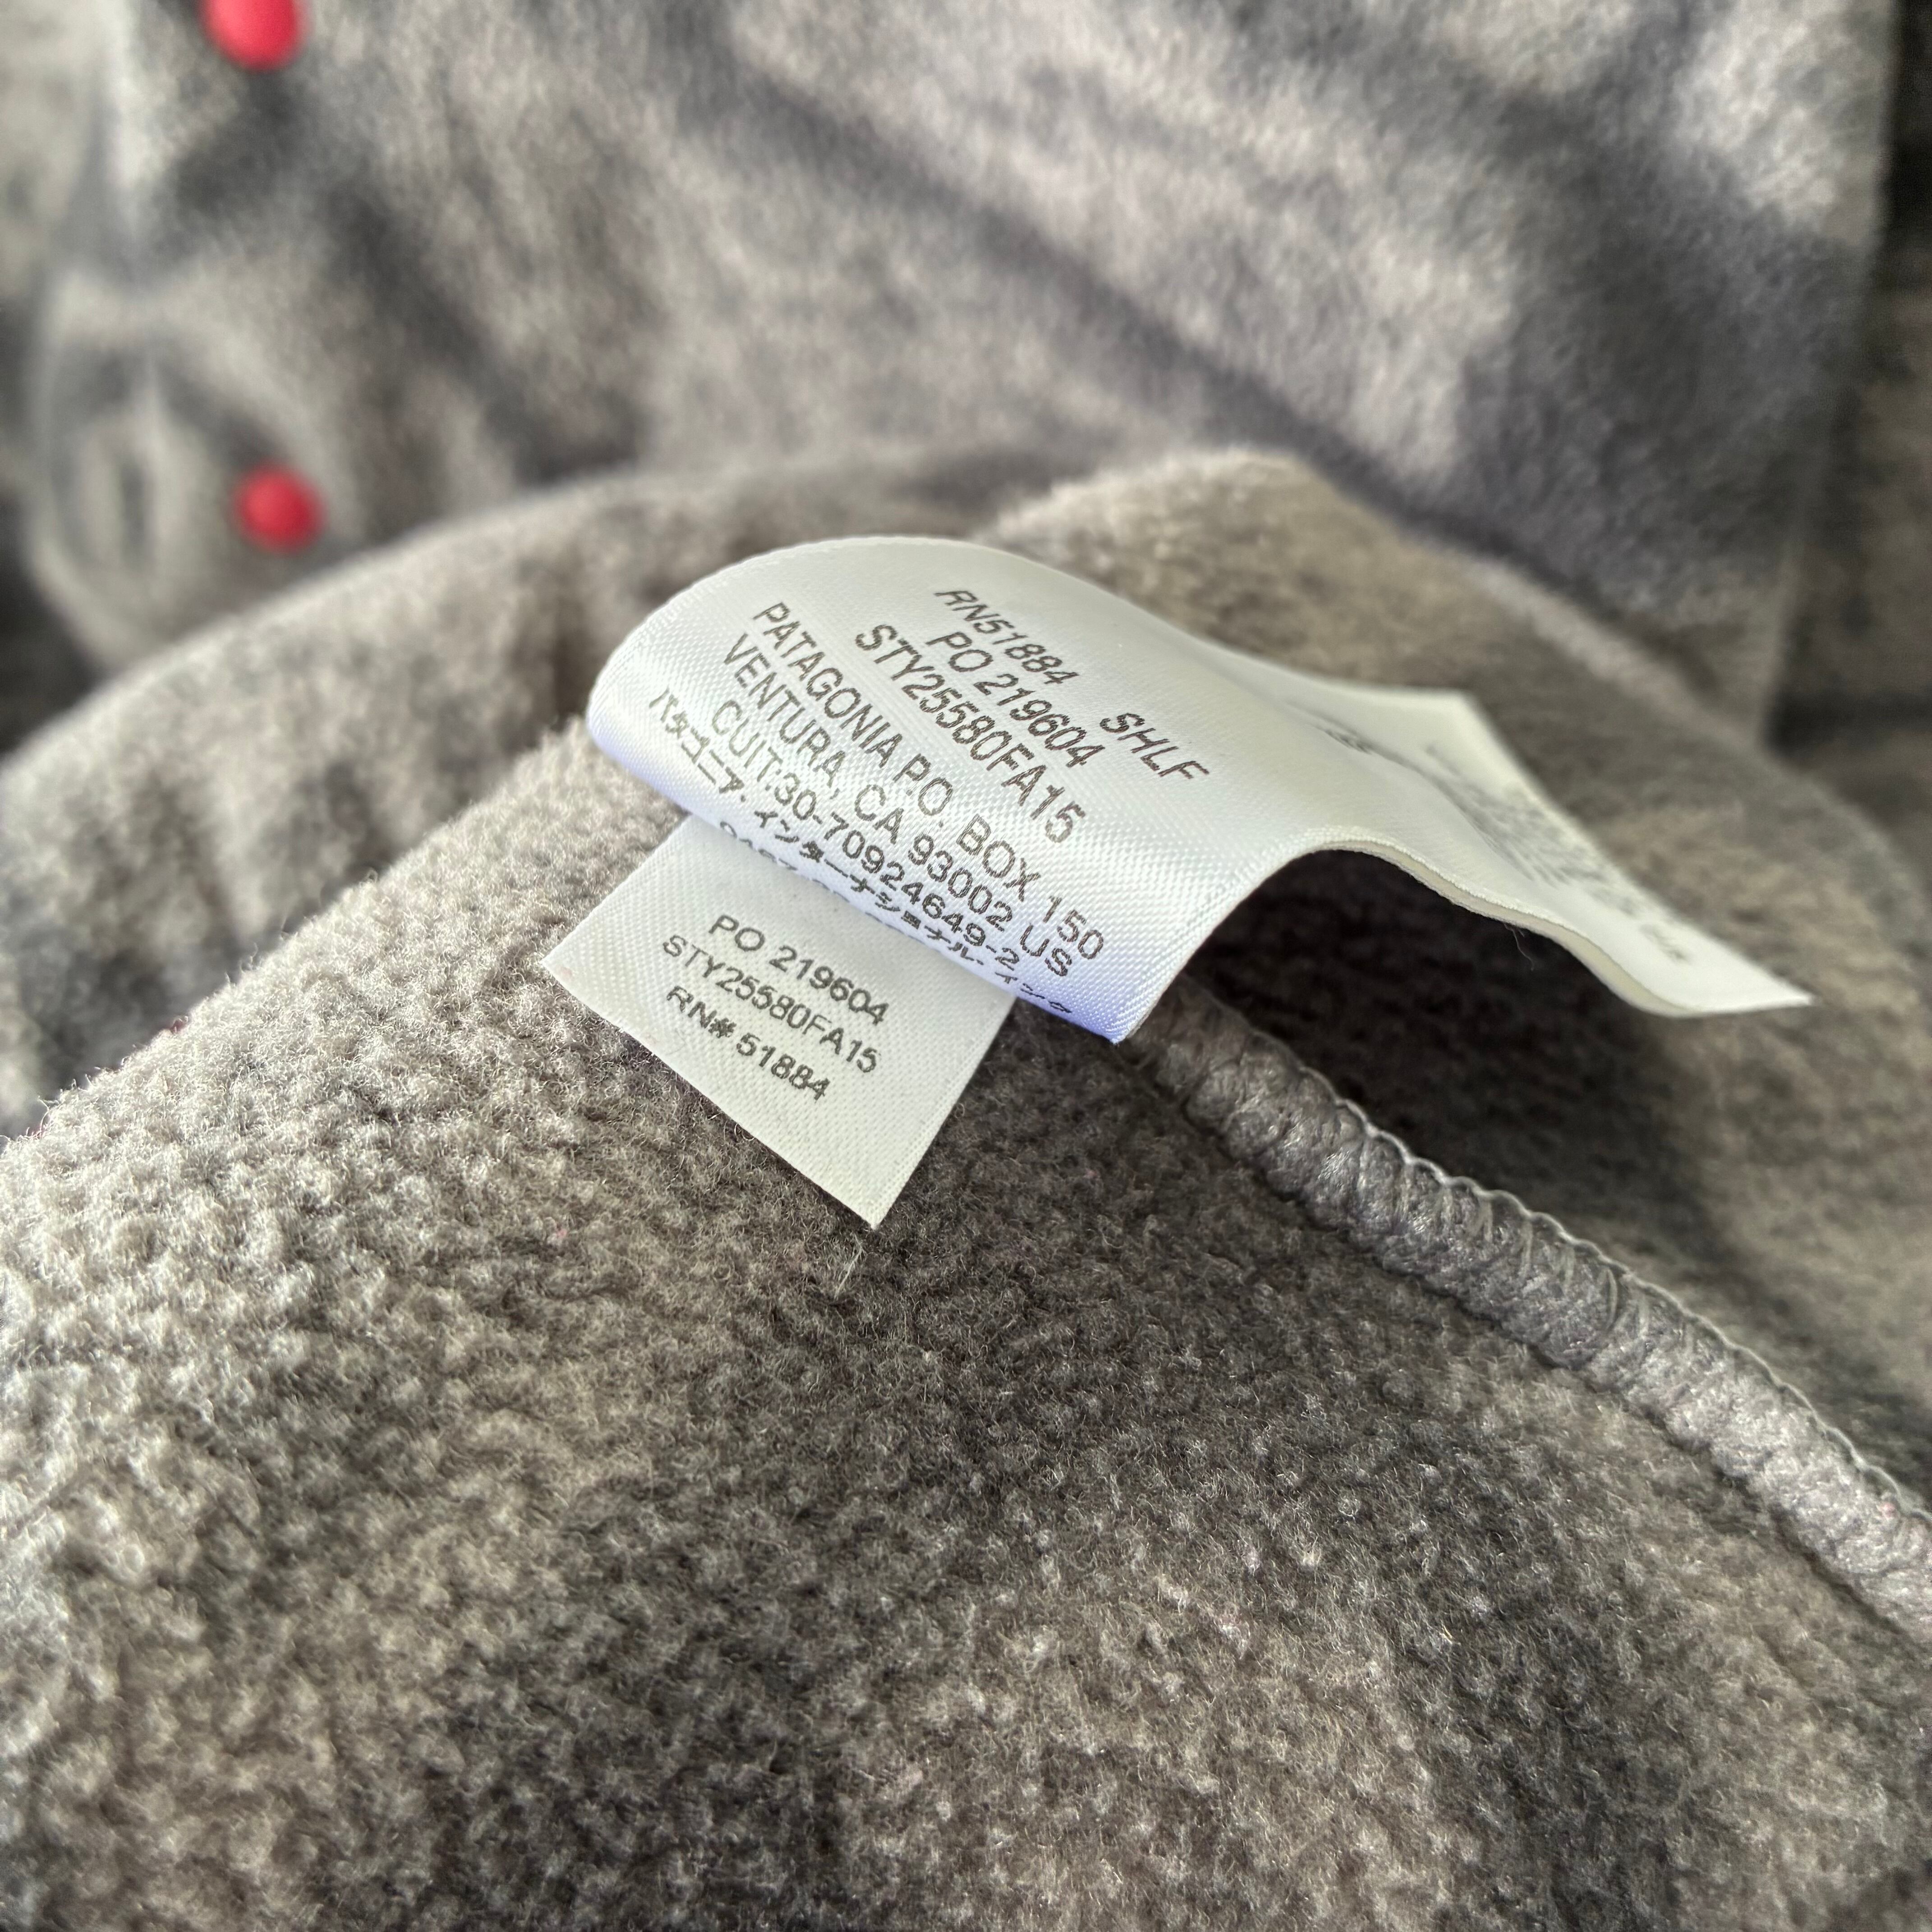 RN51884 SHLF
PO 219604
STY25580FA15
PATAGONIA P.O. BOX 150
VENTURA, CA 93002 US
CUIT:30-70924649-2
パタゴニア・インターナショナル・インク
PO 219604
STY25580FA15
RN# 51884